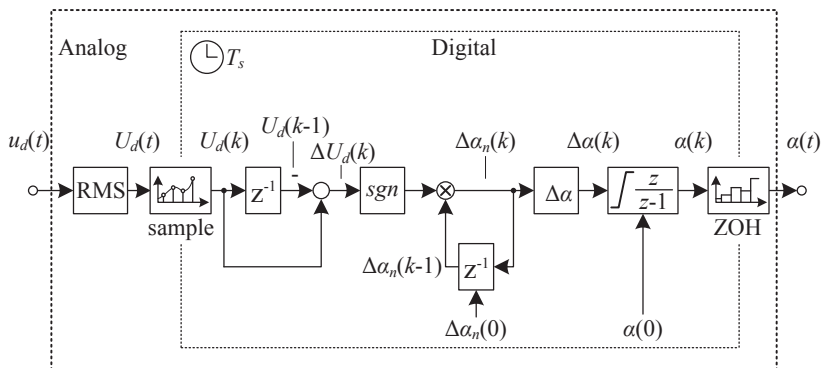 Analog
Digital
Tₛ
u_d(t)
U_d(t)
U_d(k)
U_d(k-1)
ΔU_d(k)
Δα_n(k)
Δα(k)
α(k)
α(t)
-
RMS
z⁻¹
sgn
Δα
∫ z/(z-1)
sample
ZOH
Δα_n(k-1)
z⁻¹
Δα_n(0)
α(0)